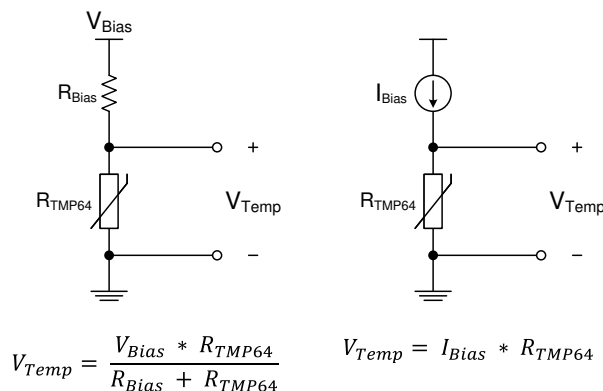 V_Bias
R_Bias
+
R_TMP64
V_Temp
−
I_Bias
+
R_TMP64
V_Temp
−
V_Temp = (V_Bias * R_TMP64) / (R_Bias + R_TMP64)
V_Temp = I_Bias * R_TMP64